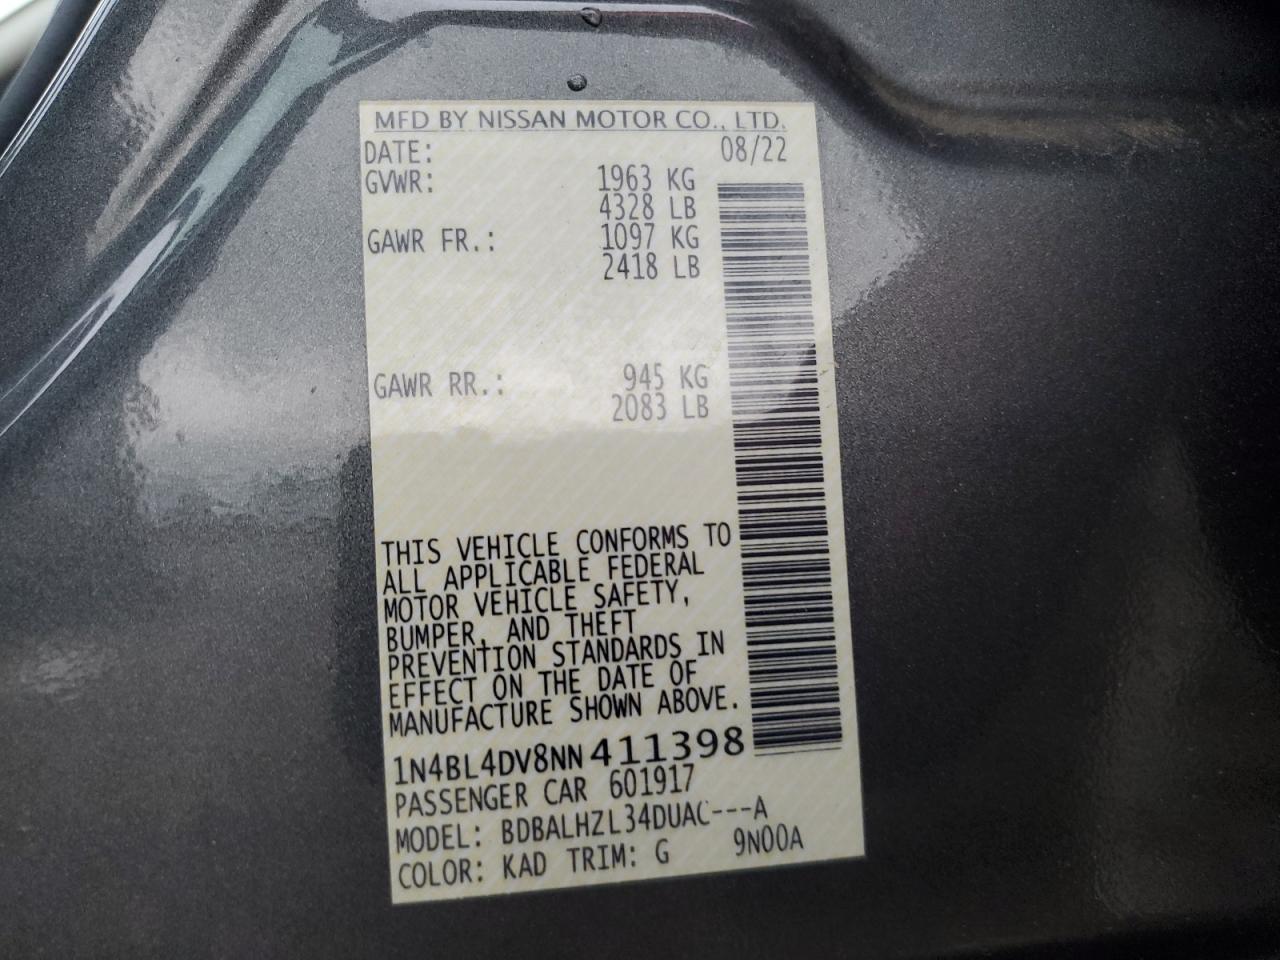 MFD BY NISSAN MOTOR CO., LTD.
DATE: 08/22
GVWR: 1963 KG
4328 LB
GAWR FR.: 1097 KG
2418 LB
GAWR RR.: 945 KG
2083 LB
THIS VEHICLE CONFORMS TO
ALL APPLICABLE FEDERAL
MOTOR VEHICLE SAFETY,
BUMPER, AND THEFT
PREVENTION STANDARDS IN
EFFECT ON THE DATE OF
MANUFACTURE SHOWN ABOVE.
1N4BL4DV8NN411398
PASSENGER CAR 601917
MODEL: BDBALHZL34DUAC---A
COLOR: KAD TRIM: G 9N00A